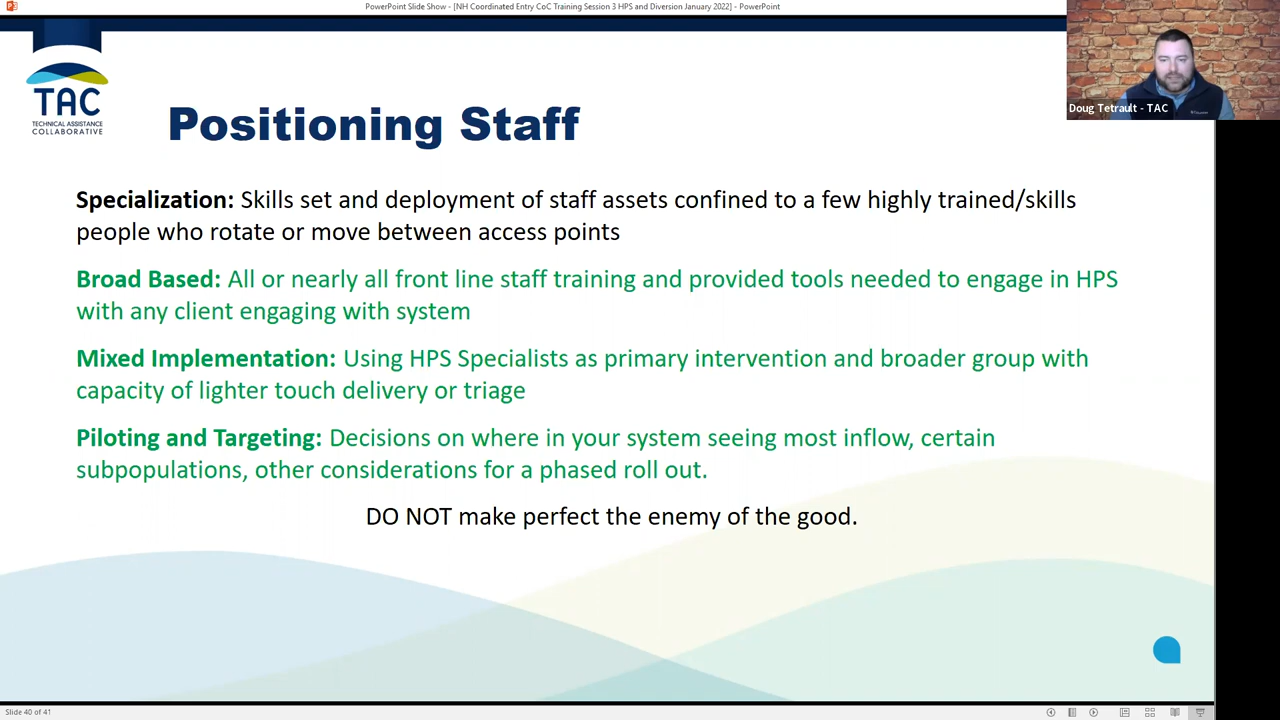 PowerPoint Slide Show - [NH Coordinated Entry CoC Training Session 3 HPS and Diversion January 2022] - PowerPoint
Doug Tetrault - TAC
TAC
TECHNICAL ASSISTANCE
COLLABORATIVE
Positioning Staff
Specialization: Skills set and deployment of staff assets confined to a few highly trained/skills
people who rotate or move between access points
Broad Based: All or nearly all front line staff training and provided tools needed to engage in HPS
with any client engaging with system
Mixed Implementation: Using HPS Specialists as primary intervention and broader group with
capacity of lighter touch delivery or triage
Piloting and Targeting: Decisions on where in your system seeing most inflow, certain
subpopulations, other considerations for a phased roll out.
DO NOT make perfect the enemy of the good.
Slide 40 of 41